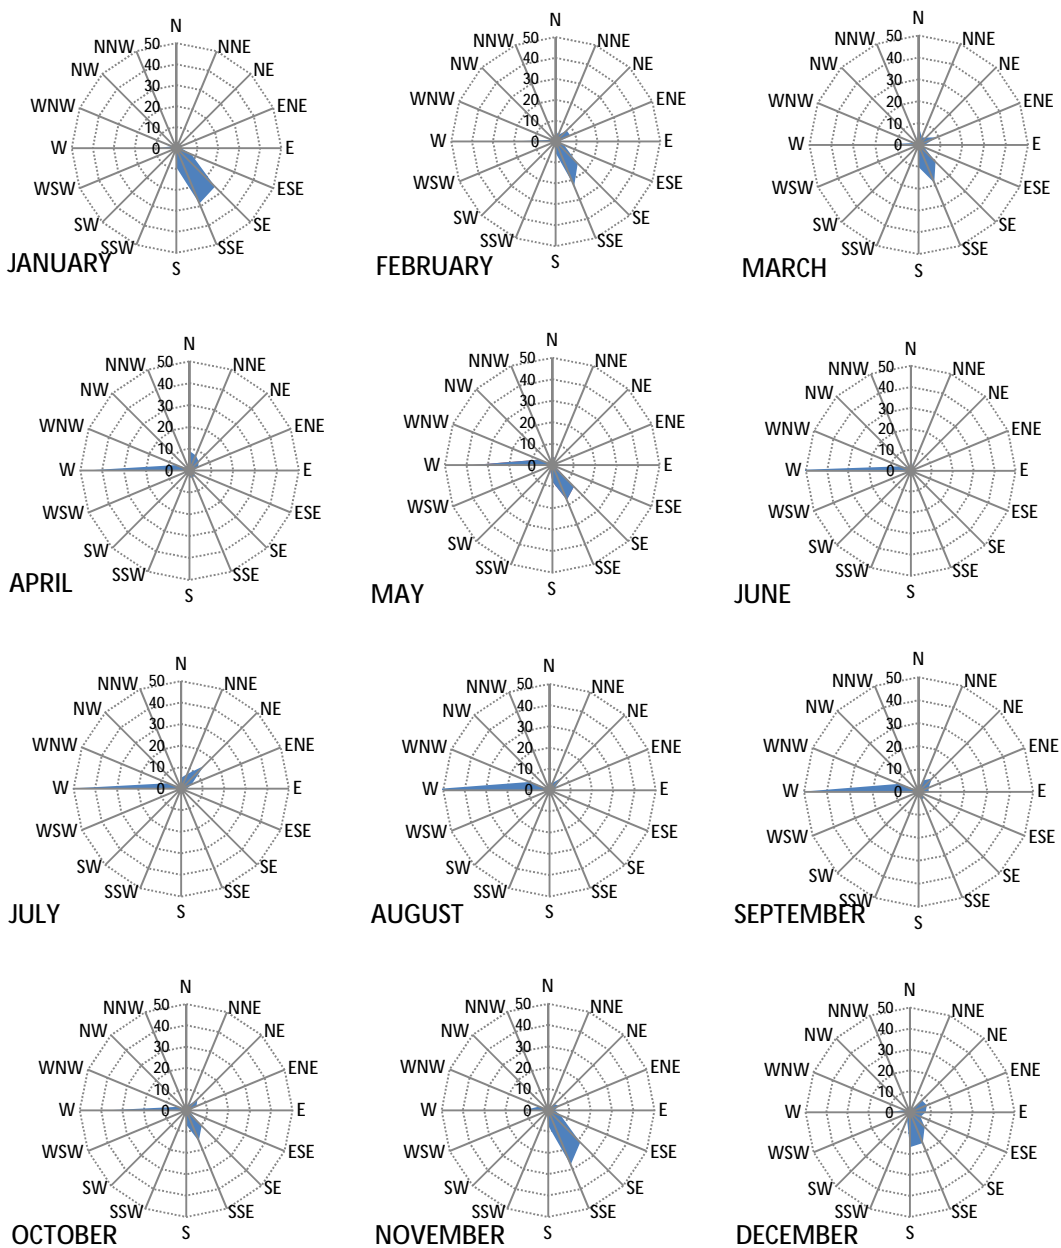 N
NNW 50 NNE
NW 40 NE
30
WNW 20 ENE
10
W 0 E
WSW ESE
SW SE
SSW SSE
JANUARY
S
N
NNW 50 NNE
NW 40 NE
30
WNW 20 ENE
10
W 0 E
WSW ESE
SW SE
SSW SSE
FEBRUARY
S
N
NNW 50 NNE
NW 40 NE
30
WNW 20 ENE
10
W 0 E
WSW ESE
SW SE
SSW SSE
MARCH
S
N
NNW 50 NNE
NW 40 NE
30
WNW 20 ENE
10
W 0 E
WSW ESE
SW SE
SSW SSE
APRIL
S
N
NNW 50 NNE
NW 40 NE
30
WNW 20 ENE
10
W 0 E
WSW ESE
SW SE
SSW SSE
MAY
S
N
NNW 50 NNE
NW 40 NE
30
WNW 20 ENE
10
W 0 E
WSW ESE
SW SE
SSW SSE
JUNE
S
N
NNW 50 NNE
NW 40 NE
30
WNW 20 ENE
10
W 0 E
WSW ESE
SW SE
SSW SSE
JULY
S
N
NNW 50 NNE
NW 40 NE
30
WNW 20 ENE
10
W 0 E
WSW ESE
SW SE
SSW SSE
AUGUST
S
N
NNW 50 NNE
NW 40 NE
30
WNW 20 ENE
10
W 0 E
WSW ESE
SW SE
SSW SSE
SEPTEMBER
S
N
NNW 50 NNE
NW 40 NE
30
WNW 20 ENE
10
W 0 E
WSW ESE
SW SE
SSW SSE
OCTOBER
S
N
NNW 50 NNE
NW 40 NE
30
WNW 20 ENE
10
W 0 E
WSW ESE
SW SE
SSW SSE
NOVEMBER
S
N
NNW 50 NNE
NW 40 NE
30
WNW 20 ENE
10
W 0 E
WSW ESE
SW SE
SSW SSE
DECEMBER
S